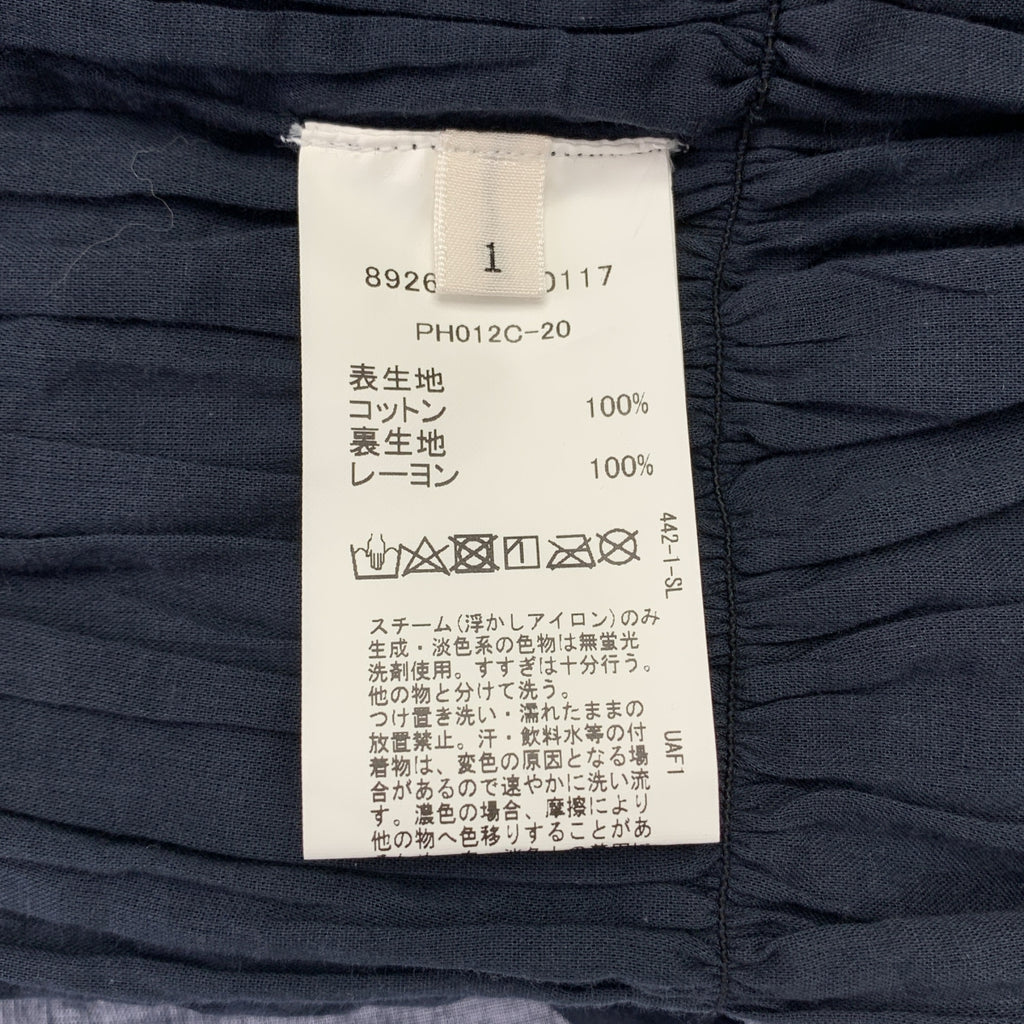 1
8926 0117
PH012C-20
表生地
コットン 100%
裏生地
レーヨン 100%
442-1-SL
スチーム(浮かしアイロン)のみ
生成・淡色系の色物は無蛍光
洗剤使用。すすぎは十分行う。
他の物と分けて洗う。
つけ置き洗い・濡れたままの
放置禁止。汗・飲料水等の付
着物は、変色の原因となる場
合があるので速やかに洗い流
す。濃色の場合、摩擦により
他の物へ色移りすることがあ
UAF1